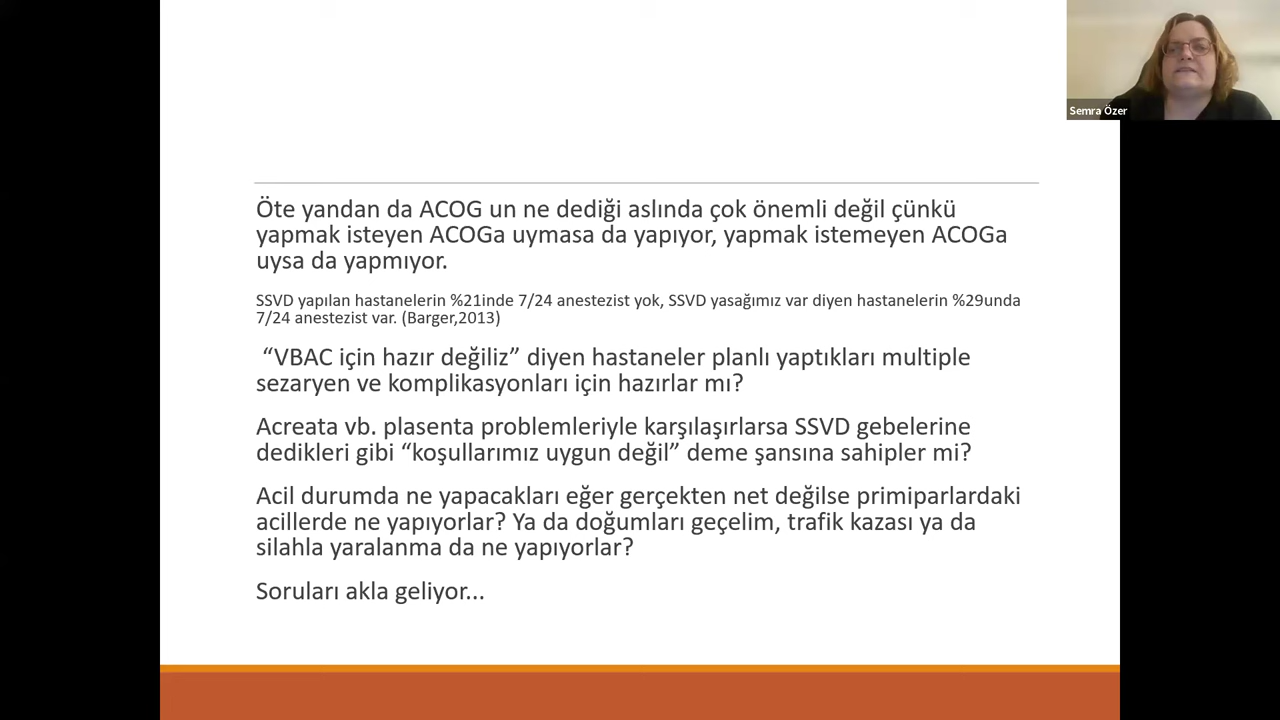 Semra Özer
Öte yandan da ACOG un ne dediği aslında çok önemli değil çünkü
yapmak isteyen ACOGa uymasa da yapıyor, yapmak istemeyen ACOGa
uysa da yapmıyor.
SSVD yapılan hastanelerin %21inde 7/24 anestezist yok, SSVD yasağımız var diyen hastanelerin %29unda
7/24 anestezist var. (Barger,2013)
“VBAC için hazır değiliz” diyen hastaneler planlı yaptıkları multiple
sezaryen ve komplikasyonları için hazırlar mı?
Acreata vb. plasenta problemleriyle karşılaşırlarsa SSVD gebelerine
dedikleri gibi “koşullarımız uygun değil” deme şansına sahipler mi?
Acil durumda ne yapacakları eğer gerçekten net değilse primiparlardaki
acillerde ne yapıyorlar? Ya da doğumları geçelim, trafik kazası ya da
silahla yaralanma da ne yapıyorlar?
Soruları akla geliyor...